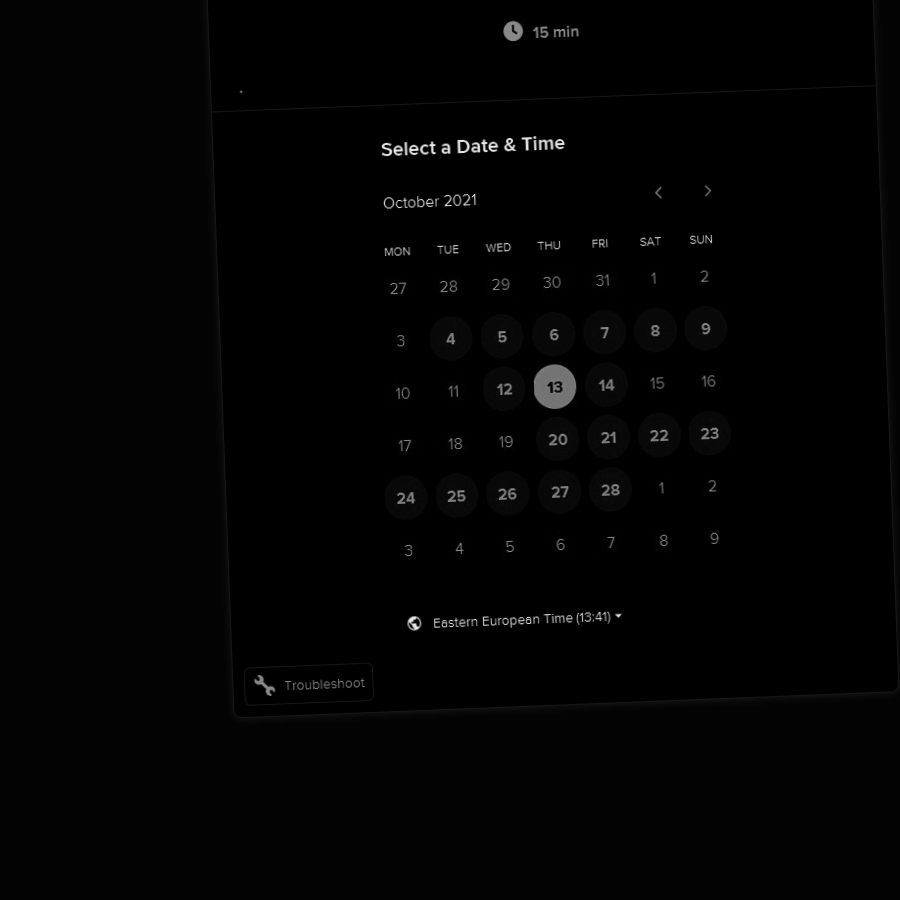 15 min
Select a Date & Time
October 2021
MON TUE WED THU FRI SAT SUN
27 28 29 30 31 1 2
3 4 5 6 7 8 9
10 11 12 13 14 15 16
17 18 19 20 21 22 23
24 25 26 27 28 1 2
3 4 5 6 7 8 9
Eastern European Time (13:41)
Troubleshoot